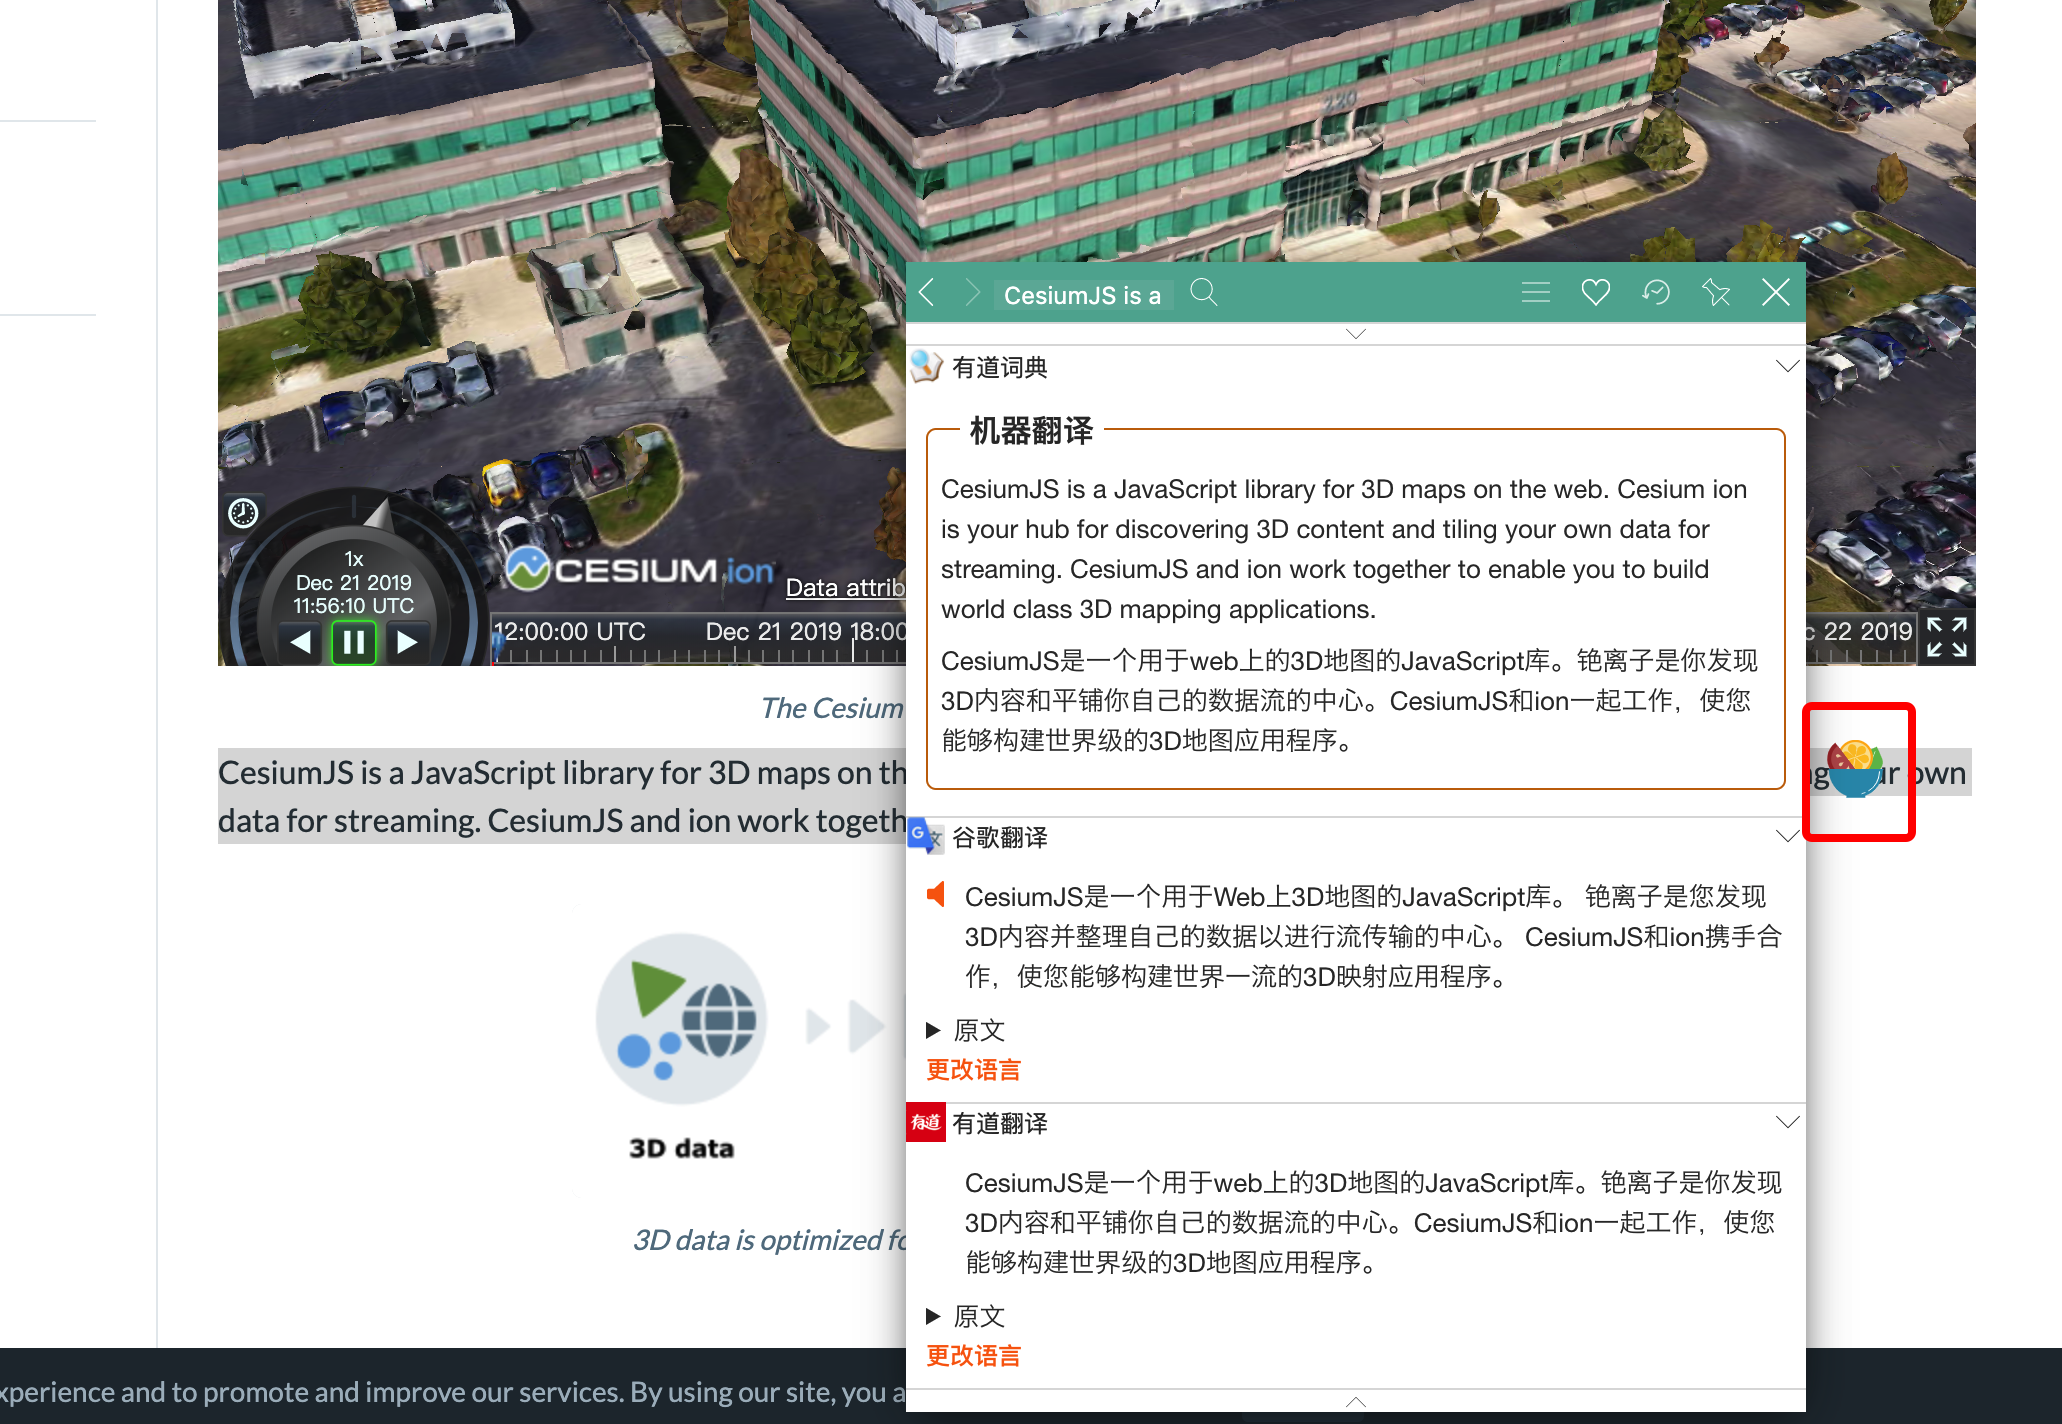 220
CesiumJS is a
有道词典
机器翻译
CesiumJS is a JavaScript library for 3D maps on the web. Cesium ion
is your hub for discovering 3D content and tiling your own data for
streaming. CesiumJS and ion work together to enable you to build
world class 3D mapping applications.
CesiumJS是一个用于web上的3D地图的JavaScript库。铯离子是你发现
3D内容和平铺你自己的数据流的中心。CesiumJS和ion一起工作，使您
能够构建世界级的3D地图应用程序。
谷歌翻译
CesiumJS是一个用于Web上3D地图的JavaScript库。 铯离子是您发现
3D内容并整理自己的数据以进行流传输的中心。 CesiumJS和ion携手合
作，使您能够构建世界一流的3D映射应用程序。
原文
更改语言
有道
有道翻译
CesiumJS是一个用于web上的3D地图的JavaScript库。铯离子是你发现
3D内容和平铺你自己的数据流的中心。CesiumJS和ion一起工作，使您
能够构建世界级的3D地图应用程序。
原文
更改语言
1x
Dec 21 2019
11:56:10 UTC
CESIUM ion
Data attrib
12:00:00 UTC Dec 21 2019 18:00 22 2019
The Cesium
CesiumJS is a JavaScript library for 3D maps on th own
data for streaming. CesiumJS and ion work togeth
3D data
3D data is optimized fo
xperience and to promote and improve our services. By using our site, you a